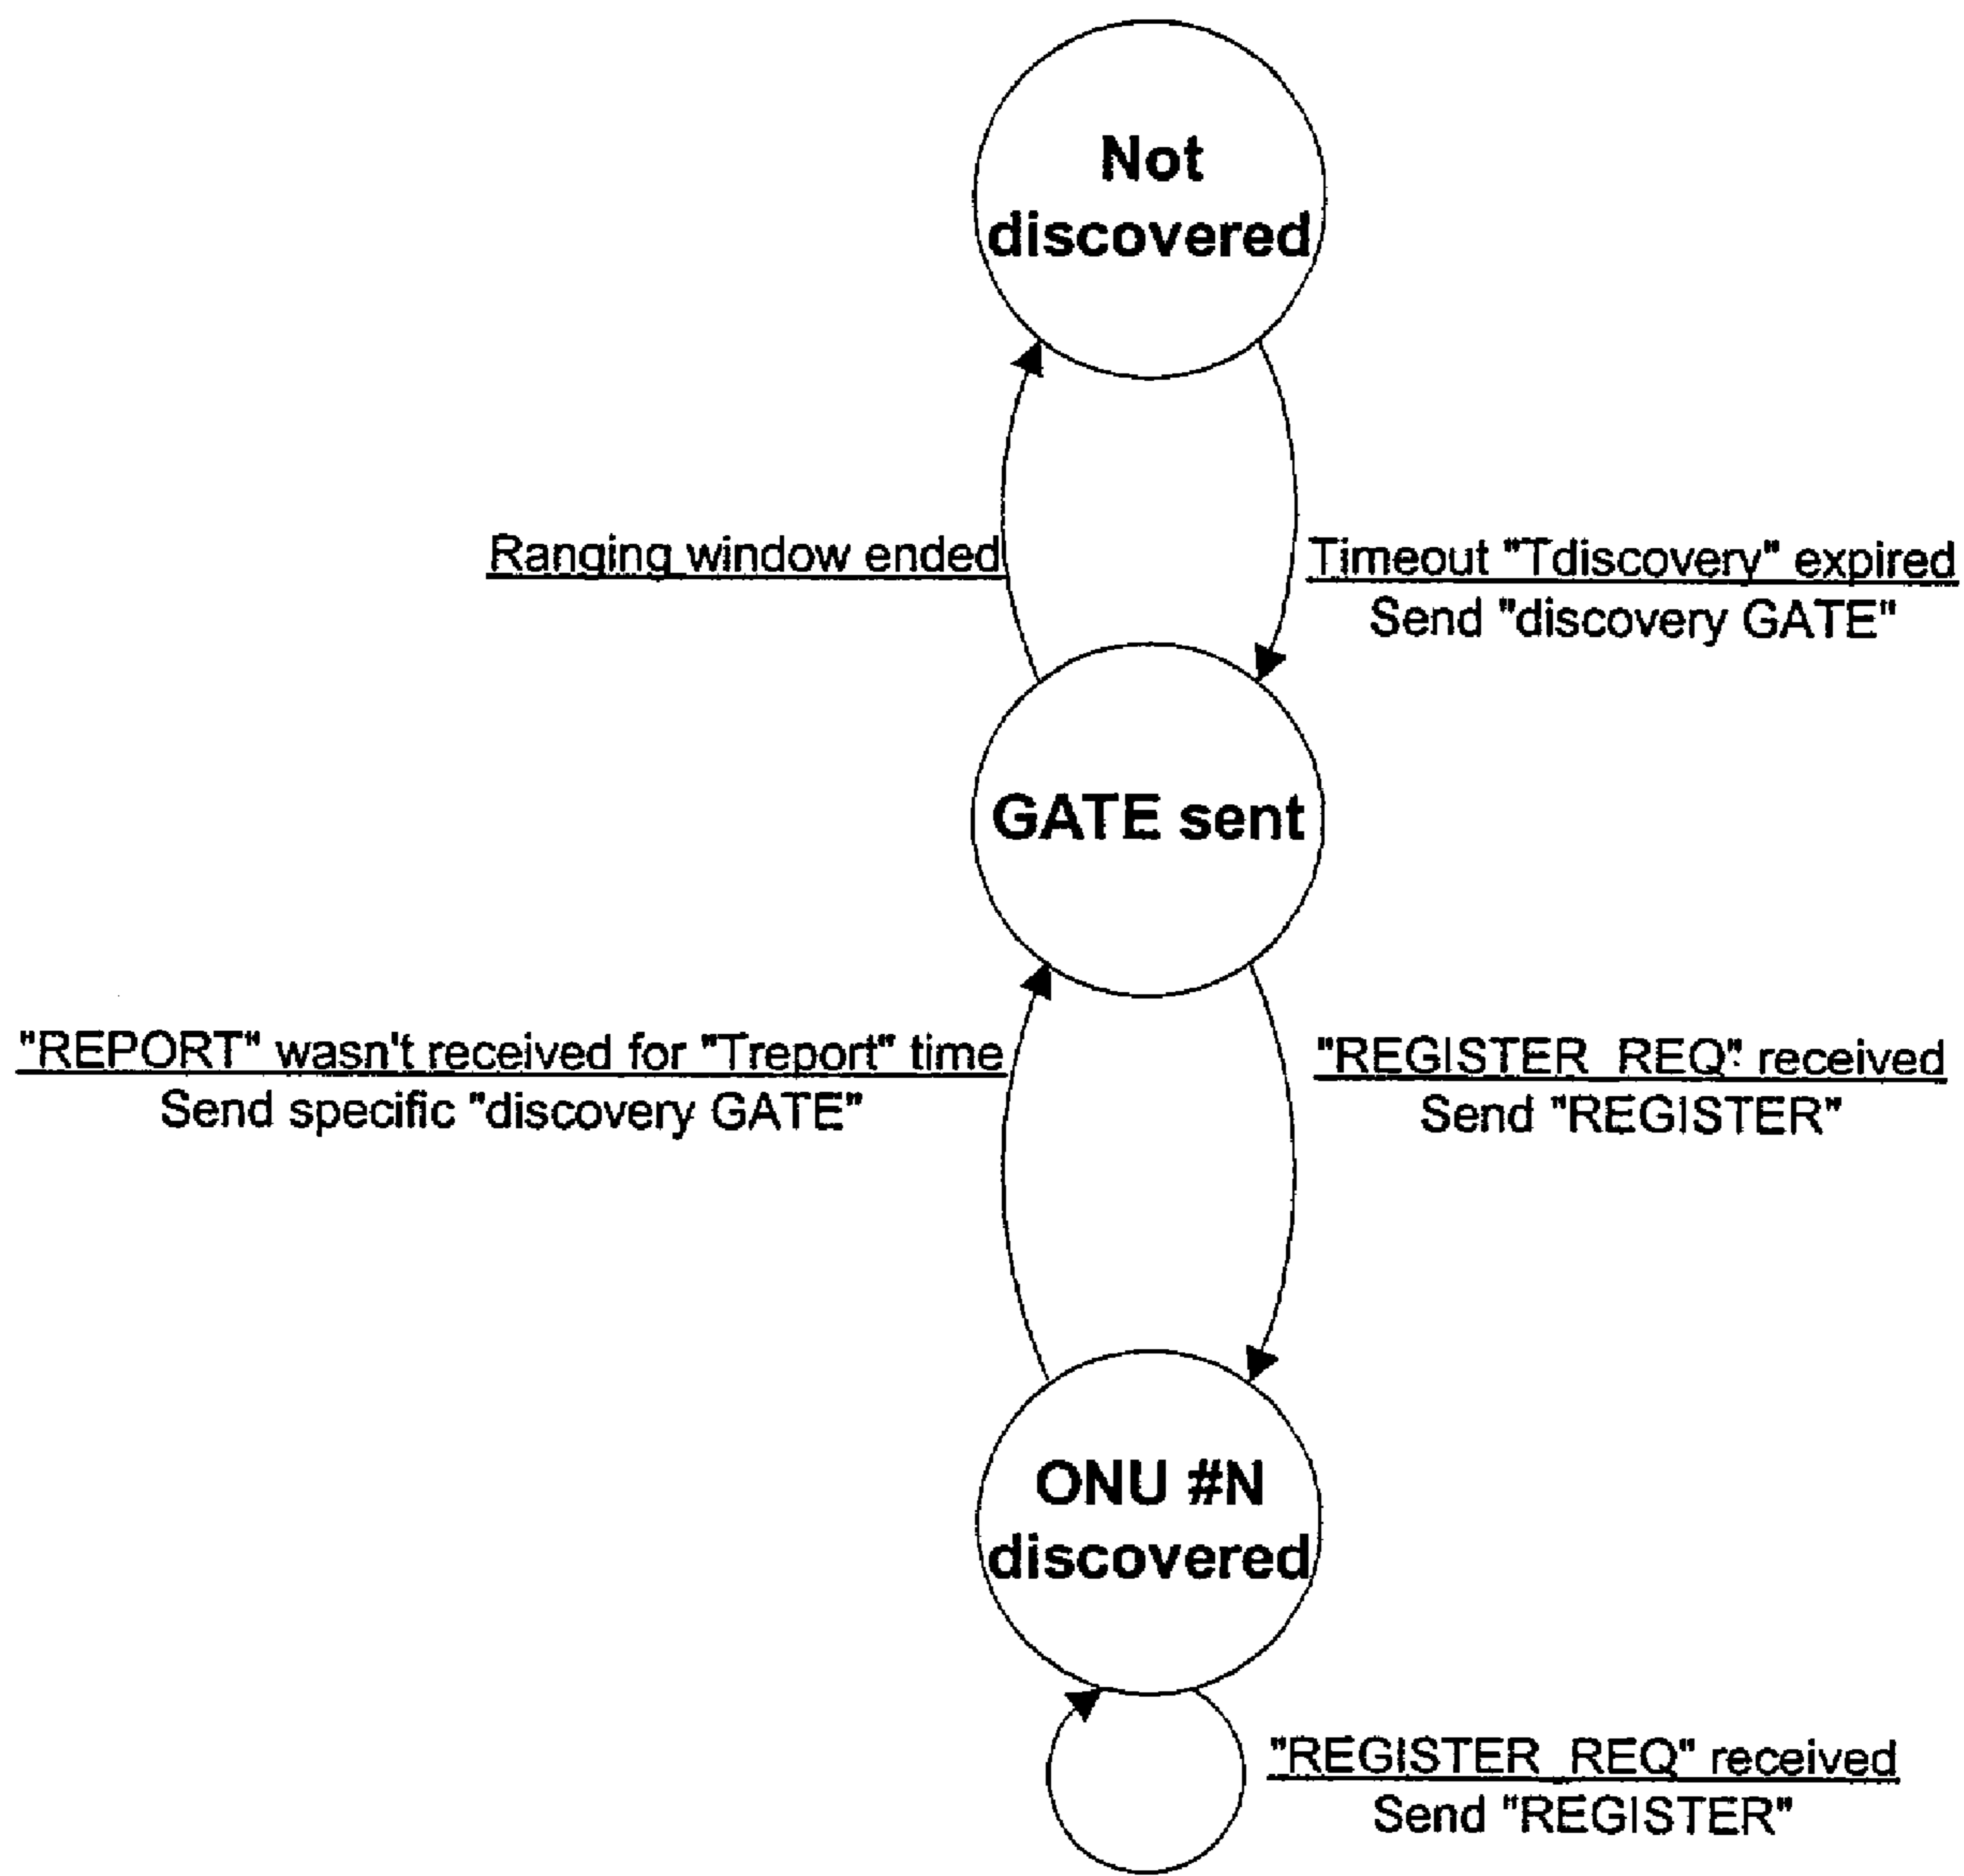 Not
discovered
Ranging window ended
Timeout "Tdiscovery" expired
Send "discovery GATE"
GATE sent
"REPORT" wasn't received for "Treport" time
Send specific "discovery GATE"
"REGISTER_REQ" received
Send "REGISTER"
ONU #N
discovered
"REGISTER_REQ" received
Send "REGISTER"